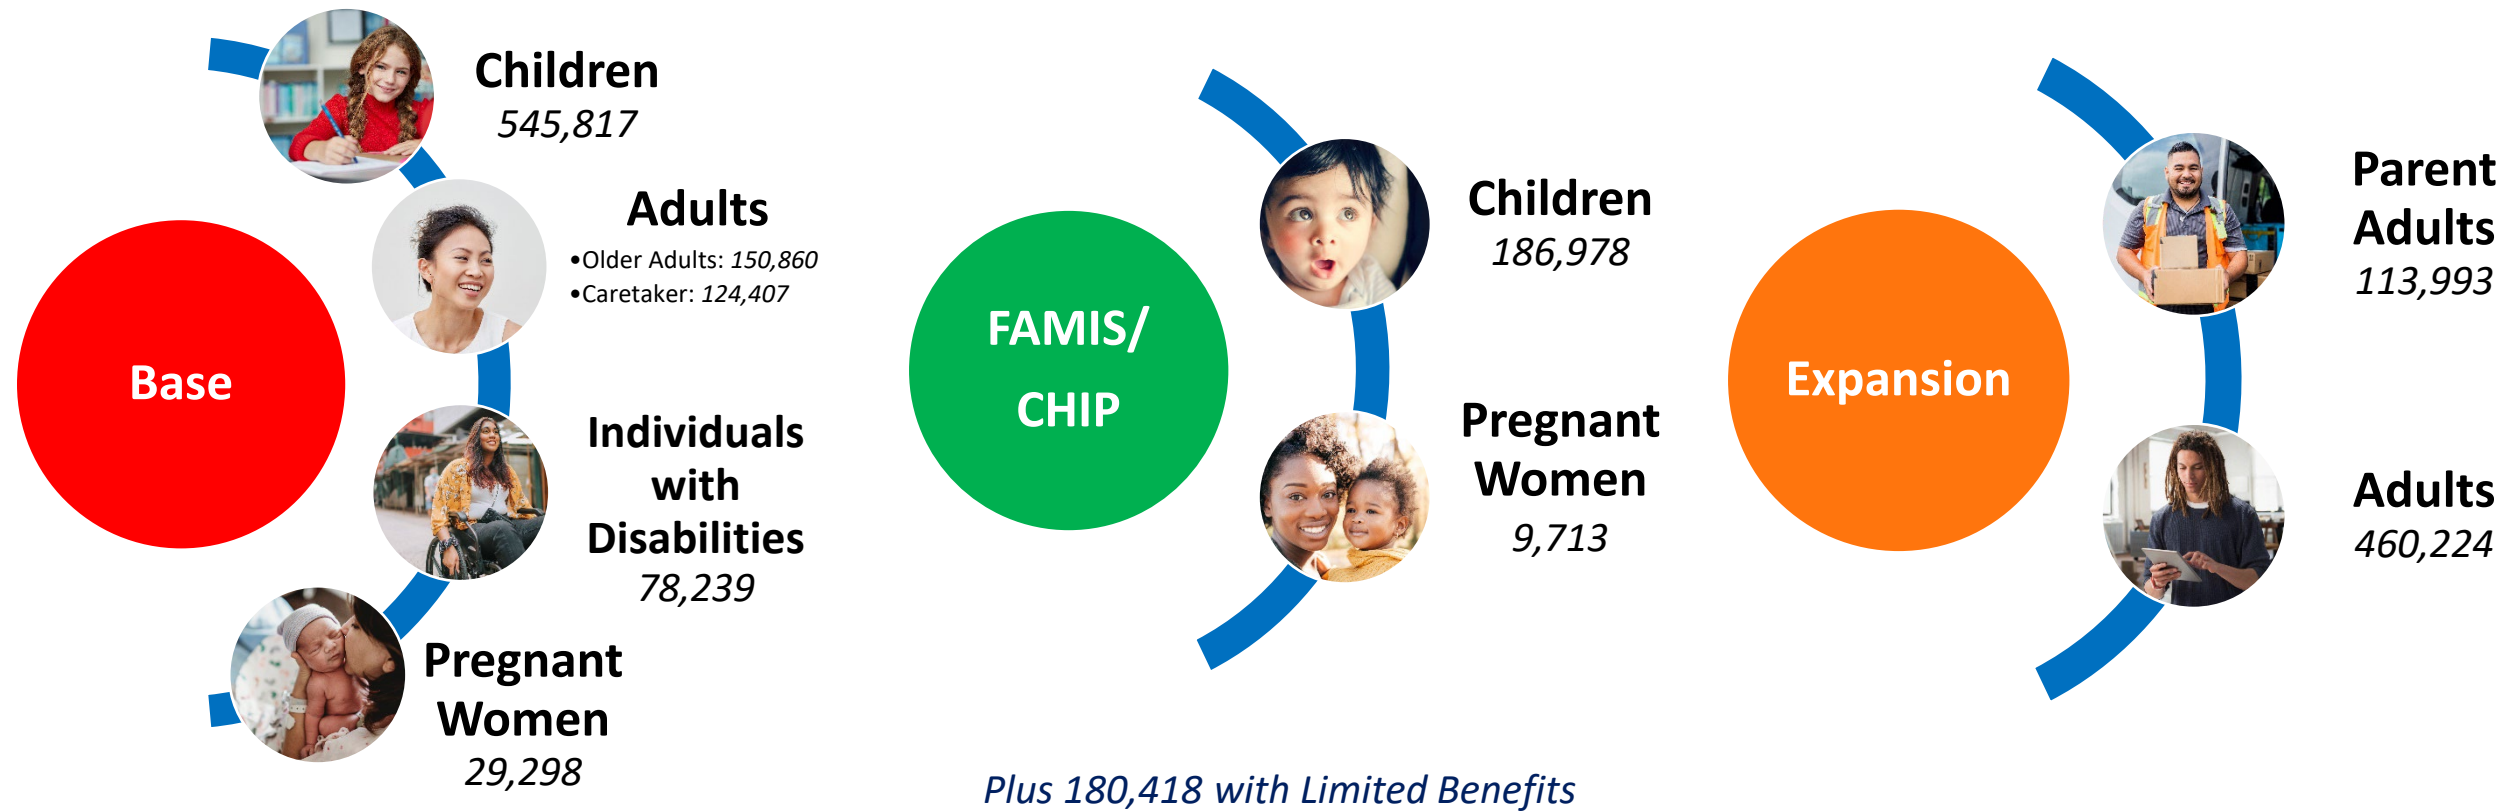 Base
Children
545,817
Adults
•Older Adults: 150,860
•Caretaker: 124,407
Individuals
with
Disabilities
78,239
Pregnant
Women
29,298
FAMIS/
CHIP
Children
186,978
Pregnant
Women
9,713
Expansion
Parent
Adults
113,993
Adults
460,224
Plus 180,418 with Limited Benefits